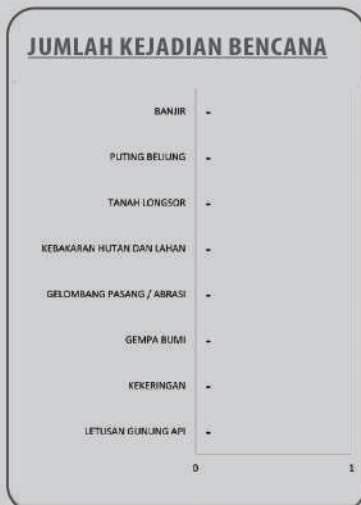 JUMLAH KEJADIAN BENCANA
BANJIR -
PUTING BELIUNG -
TANAH LONGSOR -
KEBAKARAN HUTAN DAN LAHAN -
GELOMBANG PASANG / ABRASI -
GEMPA BUMI -
KEKERINGAN -
LETUSAN GUNUNG API -
0 1